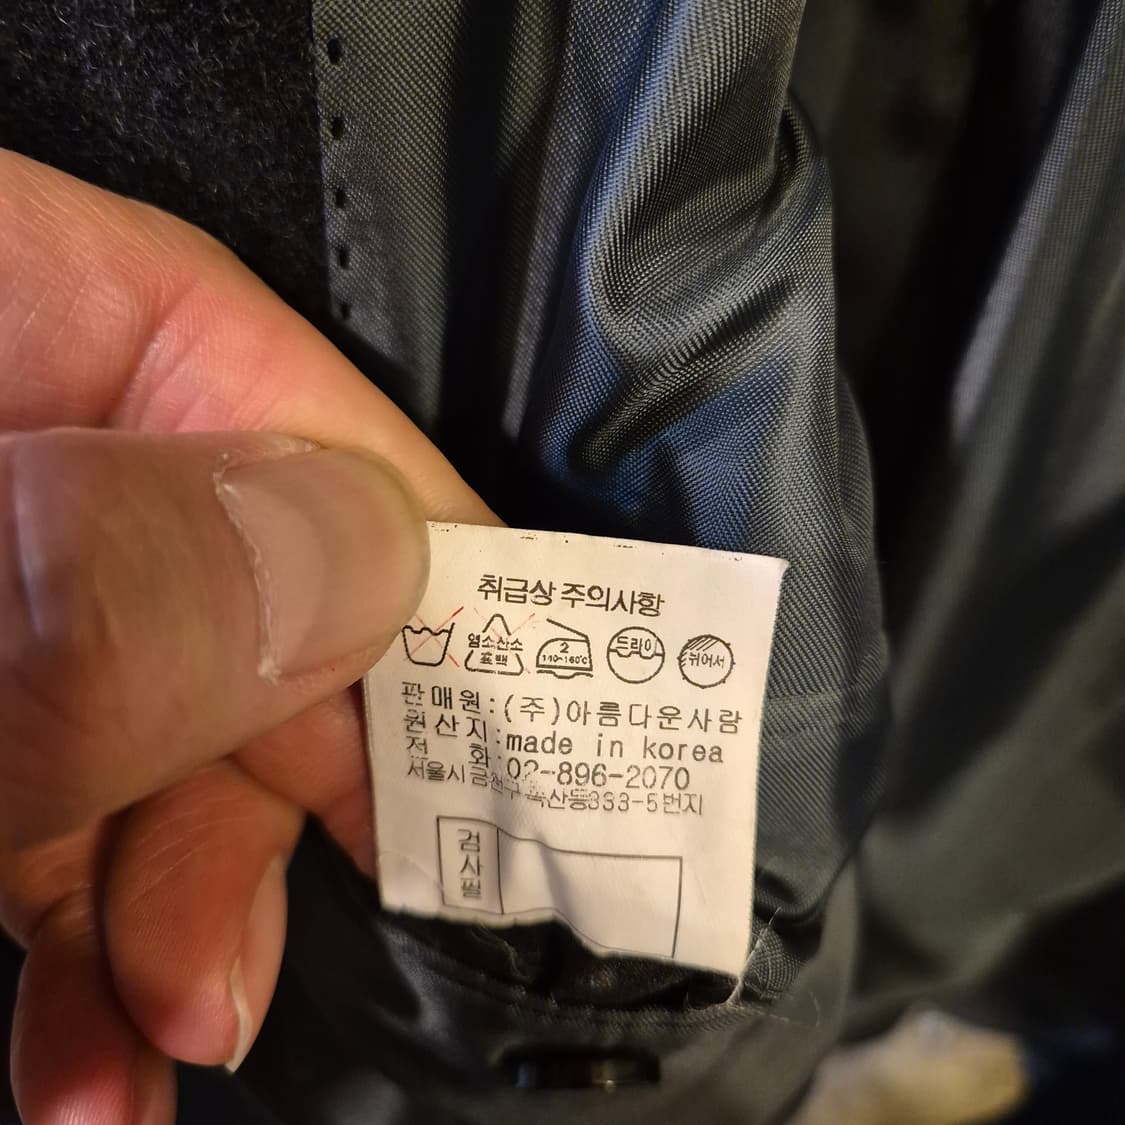 취급상 주의사항
염소,산소
표백
2
140~160℃
드라이
뉘어서
판 매 원 : (주)아름다운사람
원 산 지 : made in korea
전 화 : 02-896-2070
서울시 금천구 독산동333-5번지
검사필